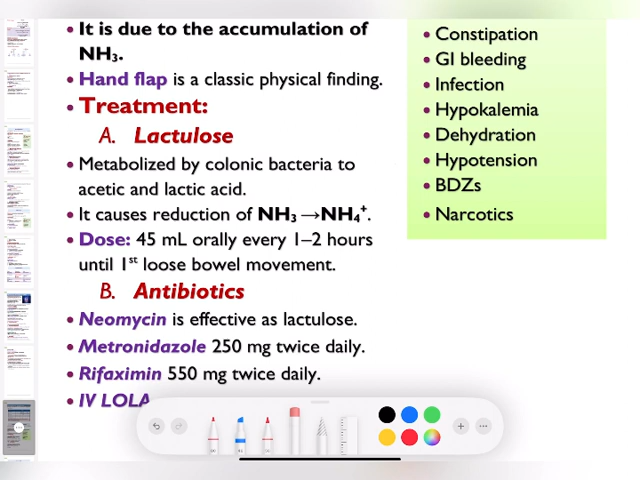 It is due to the accumulation of
NH₃.
• Hand flap is a classic physical finding.
• Treatment:
A. Lactulose
• Metabolized by colonic bacteria to
acetic and lactic acid.
• It causes reduction of NH₃ →NH₄⁺.
• Dose: 45 mL orally every 1–2 hours
until 1st loose bowel movement.
B. Antibiotics
• Neomycin is effective as lactulose.
• Metronidazole 250 mg twice daily.
• Rifaximin 550 mg twice daily.
• IV LOLA
• Constipation
• GI bleeding
• Infection
• Hypokalemia
• Dehydration
• Hypotension
• BDZs
• Narcotics